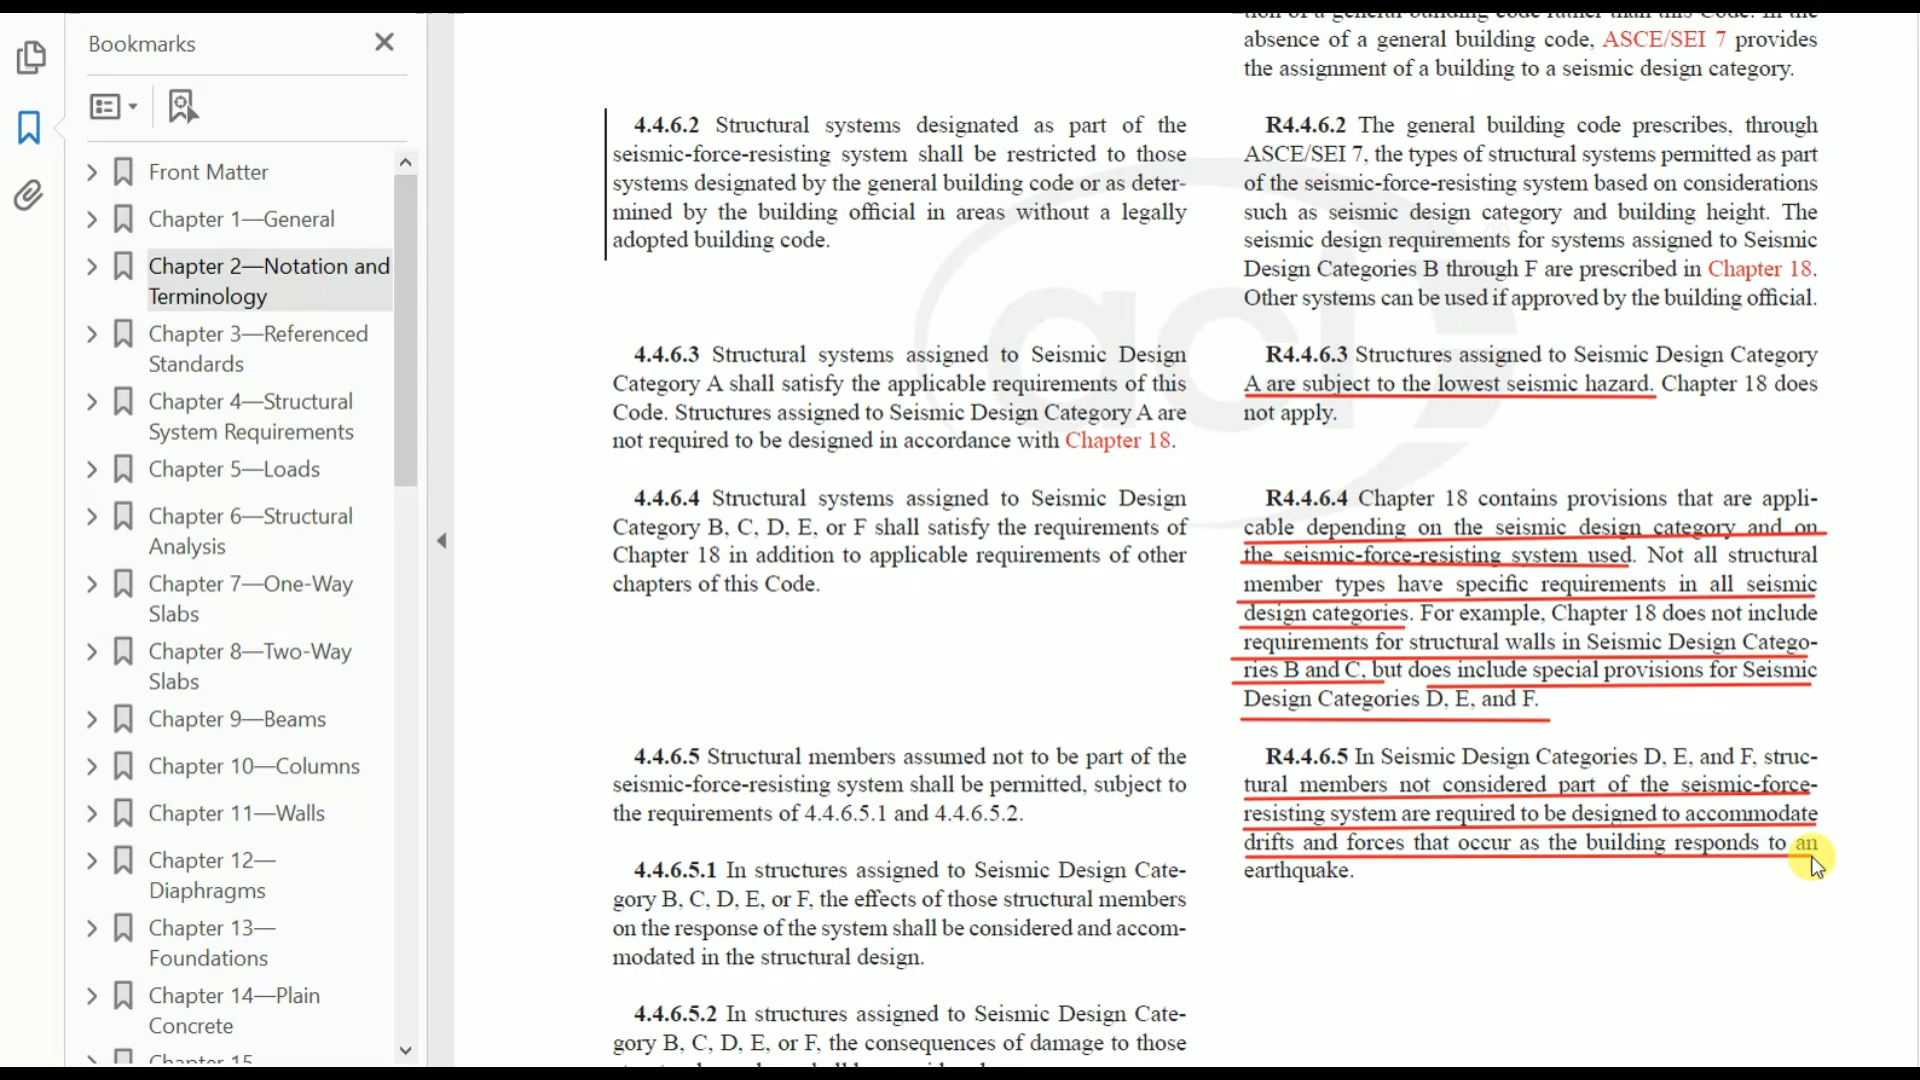 Bookmarks
Front Matter
Chapter 1—General
Chapter 2—Notation and
Terminology
Chapter 3—Referenced
Standards
Chapter 4—Structural
System Requirements
Chapter 5—Loads
Chapter 6—Structural
Analysis
Chapter 7—One-Way
Slabs
Chapter 8—Two-Way
Slabs
Chapter 9—Beams
Chapter 10—Columns
Chapter 11—Walls
Chapter 12—
Diaphragms
Chapter 13—
Foundations
Chapter 14—Plain
Concrete
Chapter 15
4.4.6.2 Structural systems designated as part of the
seismic-force-resisting system shall be restricted to those
systems designated by the general building code or as deter-
mined by the building official in areas without a legally
adopted building code.
4.4.6.3 Structural systems assigned to Seismic Design
Category A shall satisfy the applicable requirements of this
Code. Structures assigned to Seismic Design Category A are
not required to be designed in accordance with Chapter 18.
4.4.6.4 Structural systems assigned to Seismic Design
Category B, C, D, E, or F shall satisfy the requirements of
Chapter 18 in addition to applicable requirements of other
chapters of this Code.
4.4.6.5 Structural members assumed not to be part of the
seismic-force-resisting system shall be permitted, subject to
the requirements of 4.4.6.5.1 and 4.4.6.5.2.
4.4.6.5.1 In structures assigned to Seismic Design Cate-
gory B, C, D, E, or F, the effects of those structural members
on the response of the system shall be considered and accom-
modated in the structural design.
4.4.6.5.2 In structures assigned to Seismic Design Cate-
gory B, C, D, E, or F, the consequences of damage to those
tion of a general building code rather than this Code. In the
absence of a general building code, ASCE/SEI 7 provides
the assignment of a building to a seismic design category.
R4.4.6.2 The general building code prescribes, through
ASCE/SEI 7, the types of structural systems permitted as part
of the seismic-force-resisting system based on considerations
such as seismic design category and building height. The
seismic design requirements for systems assigned to Seismic
Design Categories B through F are prescribed in Chapter 18.
Other systems can be used if approved by the building official.
R4.4.6.3 Structures assigned to Seismic Design Category
A are subject to the lowest seismic hazard. Chapter 18 does
not apply.
R4.4.6.4 Chapter 18 contains provisions that are appli-
cable depending on the seismic design category and on
the seismic-force-resisting system used. Not all structural
member types have specific requirements in all seismic
design categories. For example, Chapter 18 does not include
requirements for structural walls in Seismic Design Catego-
ries B and C, but does include special provisions for Seismic
Design Categories D, E, and F.
R4.4.6.5 In Seismic Design Categories D, E, and F, struc-
tural members not considered part of the seismic-force-
resisting system are required to be designed to accommodate
drifts and forces that occur as the building responds to an
earthquake.
aci